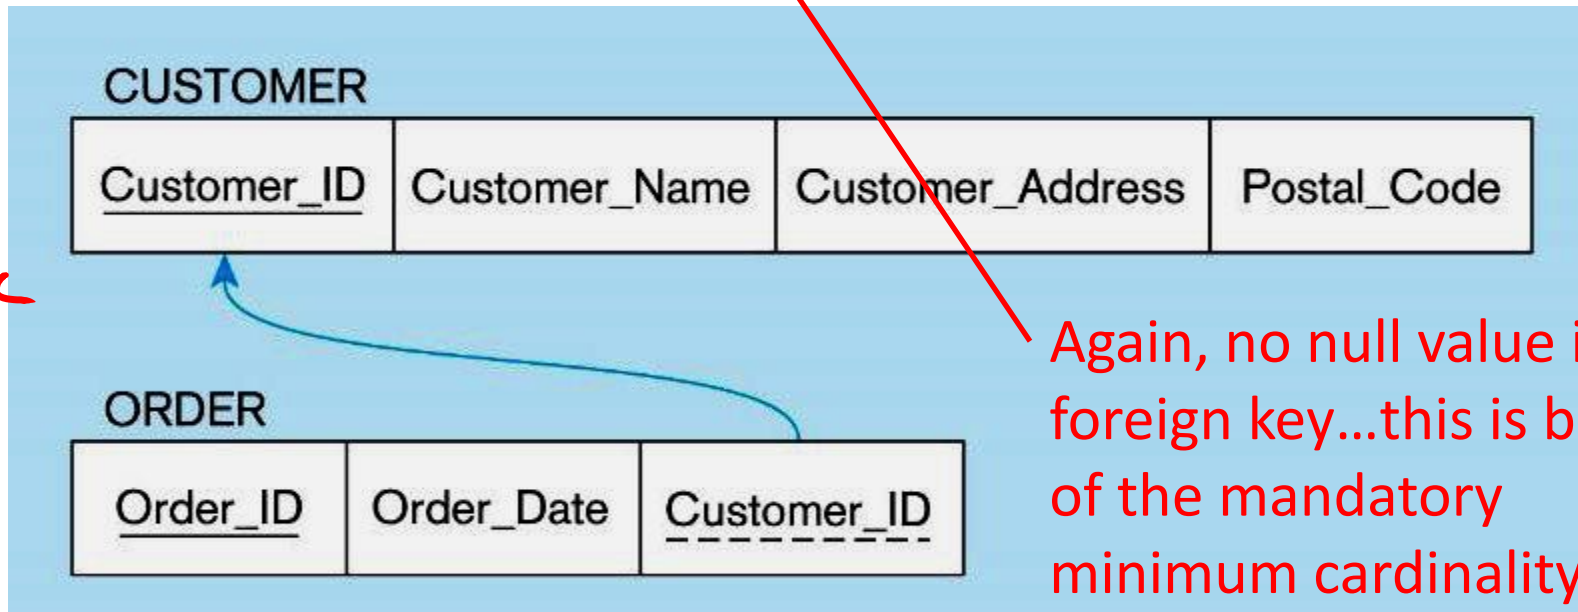 CUSTOMER
Customer_ID Customer_Name Customer_Address Postal_Code
ORDER
Order_ID Order_Date Customer_ID
Again, no null value
foreign key...this is
of the mandatory
minimum cardinality